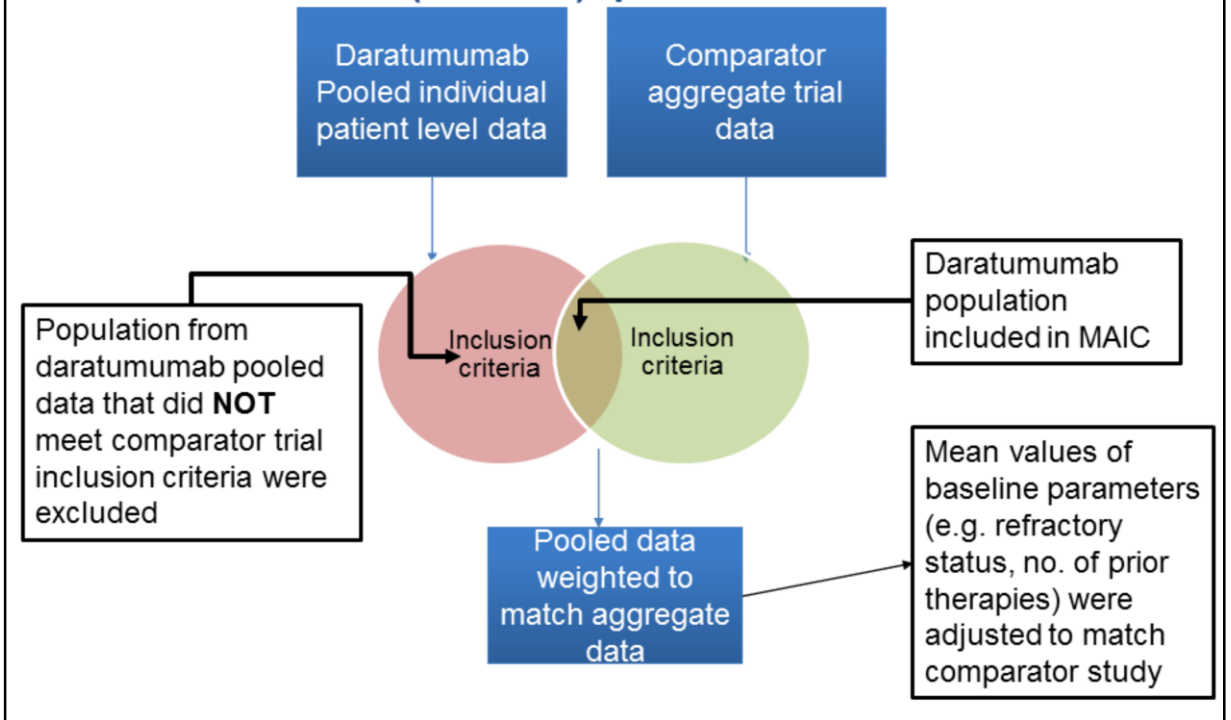 Daratumumab
Pooled individual
patient level data
Comparator
aggregate trial
data
Population from
daratumumab pooled
data that did NOT
meet comparator trial
inclusion criteria were
excluded
Inclusion
criteria
Inclusion
criteria
Daratumumab
population
included in MAIC
Pooled data
weighted to
match aggregate
data
Mean values of
baseline parameters
(e.g. refractory
status, no. of prior
therapies) were
adjusted to match
comparator study